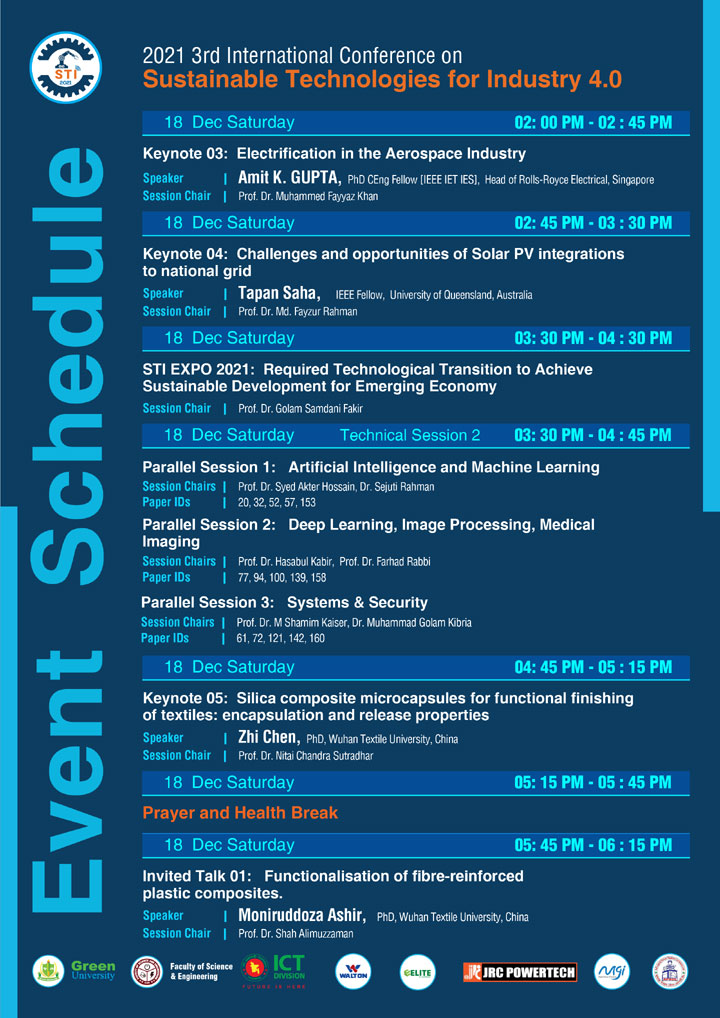 STI
2021
2021 3rd International Conference on
Sustainable Technologies for Industry 4.0
Event Schedule
18 Dec Saturday 02: 00 PM - 02 : 45 PM
Keynote 03: Electrification in the Aerospace Industry
Speaker | Amit K. GUPTA, PhD CEng Fellow [IEEE IET IES], Head of Rolls-Royce Electrical, Singapore
Session Chair | Prof. Dr. Muhammed Fayyaz Khan
18 Dec Saturday 02: 45 PM - 03 : 30 PM
Keynote 04: Challenges and opportunities of Solar PV integrations
to national grid
Speaker | Tapan Saha, IEEE Fellow, University of Queensland, Australia
Session Chair | Prof. Dr. Md. Fayzur Rahman
18 Dec Saturday 03: 30 PM - 04 : 30 PM
STI EXPO 2021: Required Technological Transition to Achieve
Sustainable Development for Emerging Economy
Session Chair | Prof. Dr. Golam Samdani Fakir
18 Dec Saturday Technical Session 2 03: 30 PM - 04 : 45 PM
Parallel Session 1: Artificial Intelligence and Machine Learning
Session Chairs | Prof. Dr. Syed Akter Hossain, Dr. Sejuti Rahman
Paper IDs | 20, 32, 52, 57, 153
Parallel Session 2: Deep Learning, Image Processing, Medical
Imaging
Session Chairs | Prof. Dr. Hasabul Kabir, Prof. Dr. Farhad Rabbi
Paper IDs | 77, 94, 100, 139, 158
Parallel Session 3: Systems & Security
Session Chairs | Prof. Dr. M Shamim Kaiser, Dr. Muhammad Golam Kibria
Paper IDs | 61, 72, 121, 142, 160
18 Dec Saturday 04: 45 PM - 05 : 15 PM
Keynote 05: Silica composite microcapsules for functional finishing
of textiles: encapsulation and release properties
Speaker | Zhi Chen, PhD, Wuhan Textile University, China
Session Chair | Prof. Dr. Nitai Chandra Sutradhar
18 Dec Saturday 05: 15 PM - 05 : 45 PM
Prayer and Health Break
18 Dec Saturday 05: 45 PM - 06 : 15 PM
Invited Talk 01: Functionalisation of fibre-reinforced
plastic composites.
Speaker | Moniruddoza Ashir, PhD, Wuhan Textile University, China
Session Chair | Prof. Dr. Shah Alimuzzaman
Green
University
Faculty of Science
& Engineering
ICT
DIVISION
FUTURE IS HERE
WALTON
ELITE
JRC POWERTECH
mgi